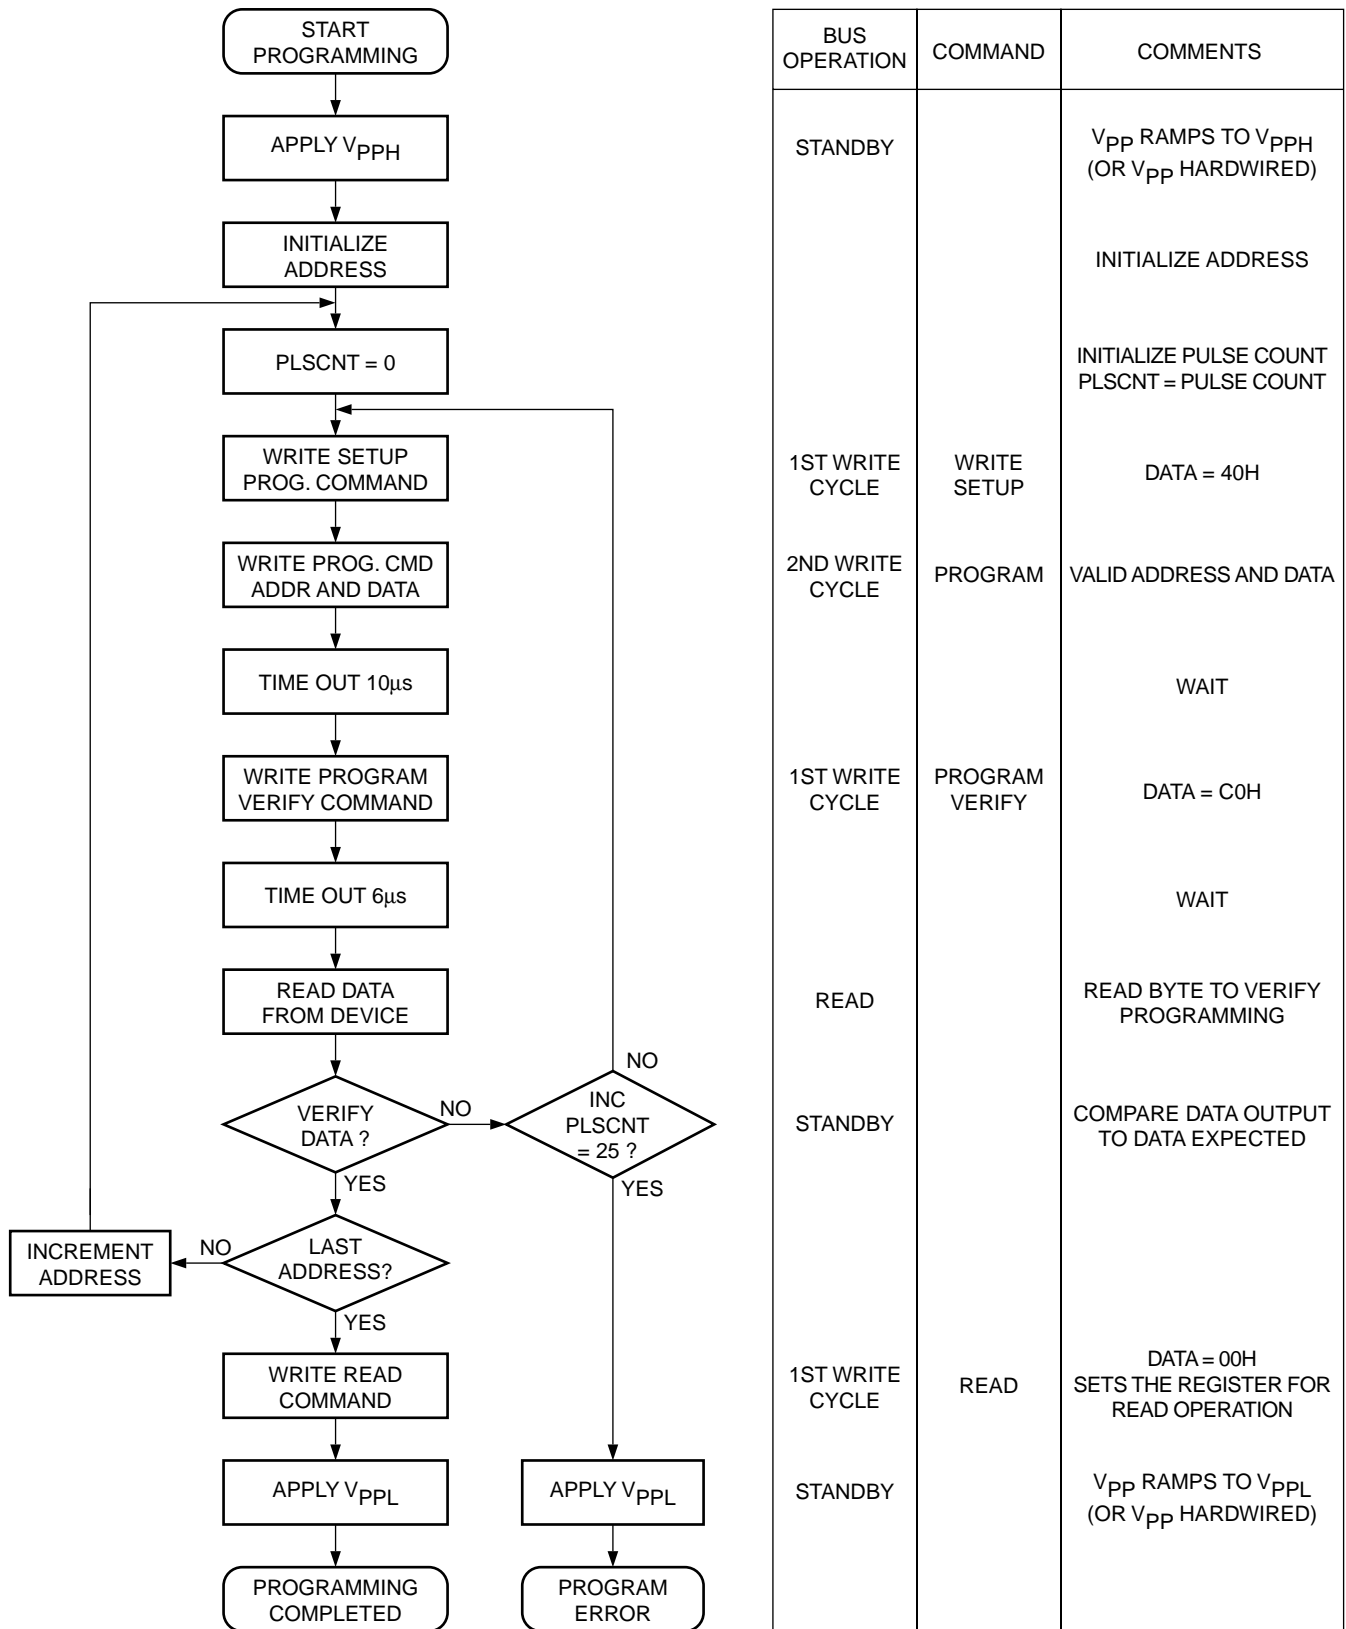 START
PROGRAMMING
APPLY VPPH
INITIALIZE
ADDRESS
PLSCNT = 0
WRITE SETUP
PROG. COMMAND
WRITE PROG. CMD
ADDR AND DATA
TIME OUT 10µs
WRITE PROGRAM
VERIFY COMMAND
TIME OUT 6µs
READ DATA
FROM DEVICE
VERIFY
DATA ?
NO
INC
PLSCNT
= 25 ?
NO
YES
YES
LAST
ADDRESS?
NO
INCREMENT
ADDRESS
YES
WRITE READ
COMMAND
APPLY VPPL
PROGRAMMING
COMPLETED
APPLY VPPL
PROGRAM
ERROR
BUS
OPERATION
COMMAND
COMMENTS
STANDBY
VPP RAMPS TO VPPH
(OR VPP HARDWIRED)
INITIALIZE ADDRESS
INITIALIZE PULSE COUNT
PLSCNT = PULSE COUNT
1ST WRITE
CYCLE
WRITE
SETUP
DATA = 40H
2ND WRITE
CYCLE
PROGRAM
VALID ADDRESS AND DATA
WAIT
1ST WRITE
CYCLE
PROGRAM
VERIFY
DATA = C0H
WAIT
READ
READ BYTE TO VERIFY
PROGRAMMING
STANDBY
COMPARE DATA OUTPUT
TO DATA EXPECTED
1ST WRITE
CYCLE
READ
DATA = 00H
SETS THE REGISTER FOR
READ OPERATION
STANDBY
VPP RAMPS TO VPPL
(OR VPP HARDWIRED)